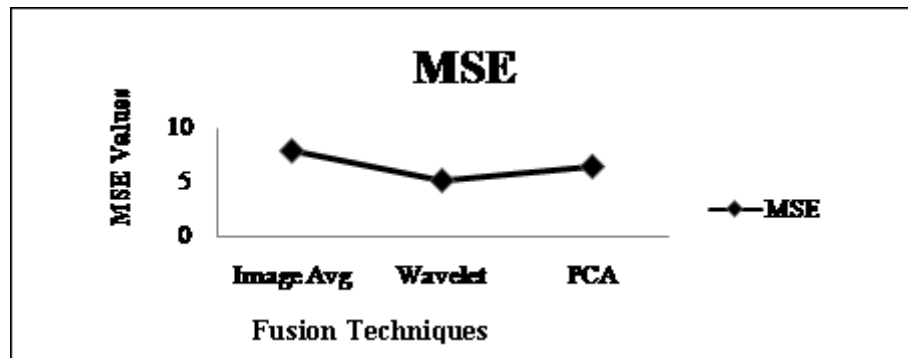 MSE
MSE Values
10
5
0
Image Avg
Wavelet
PCA
Fusion Techniques
MSE